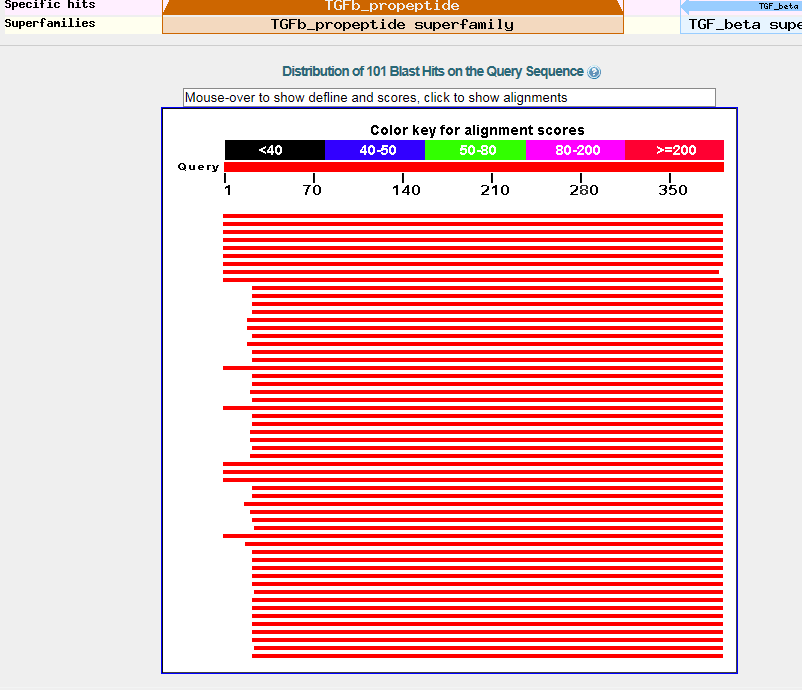 Specific hits TGFb_propeptide TGF_beta
Superfamilies TGFb_propeptide superfamily TGF_beta supe
Distribution of 101 Blast Hits on the Query Sequence ?
Mouse-over to show defline and scores, click to show alignments
Color key for alignment scores
<40 40-50 50-80 80-200 >=200
Query
1 70 140 210 280 350